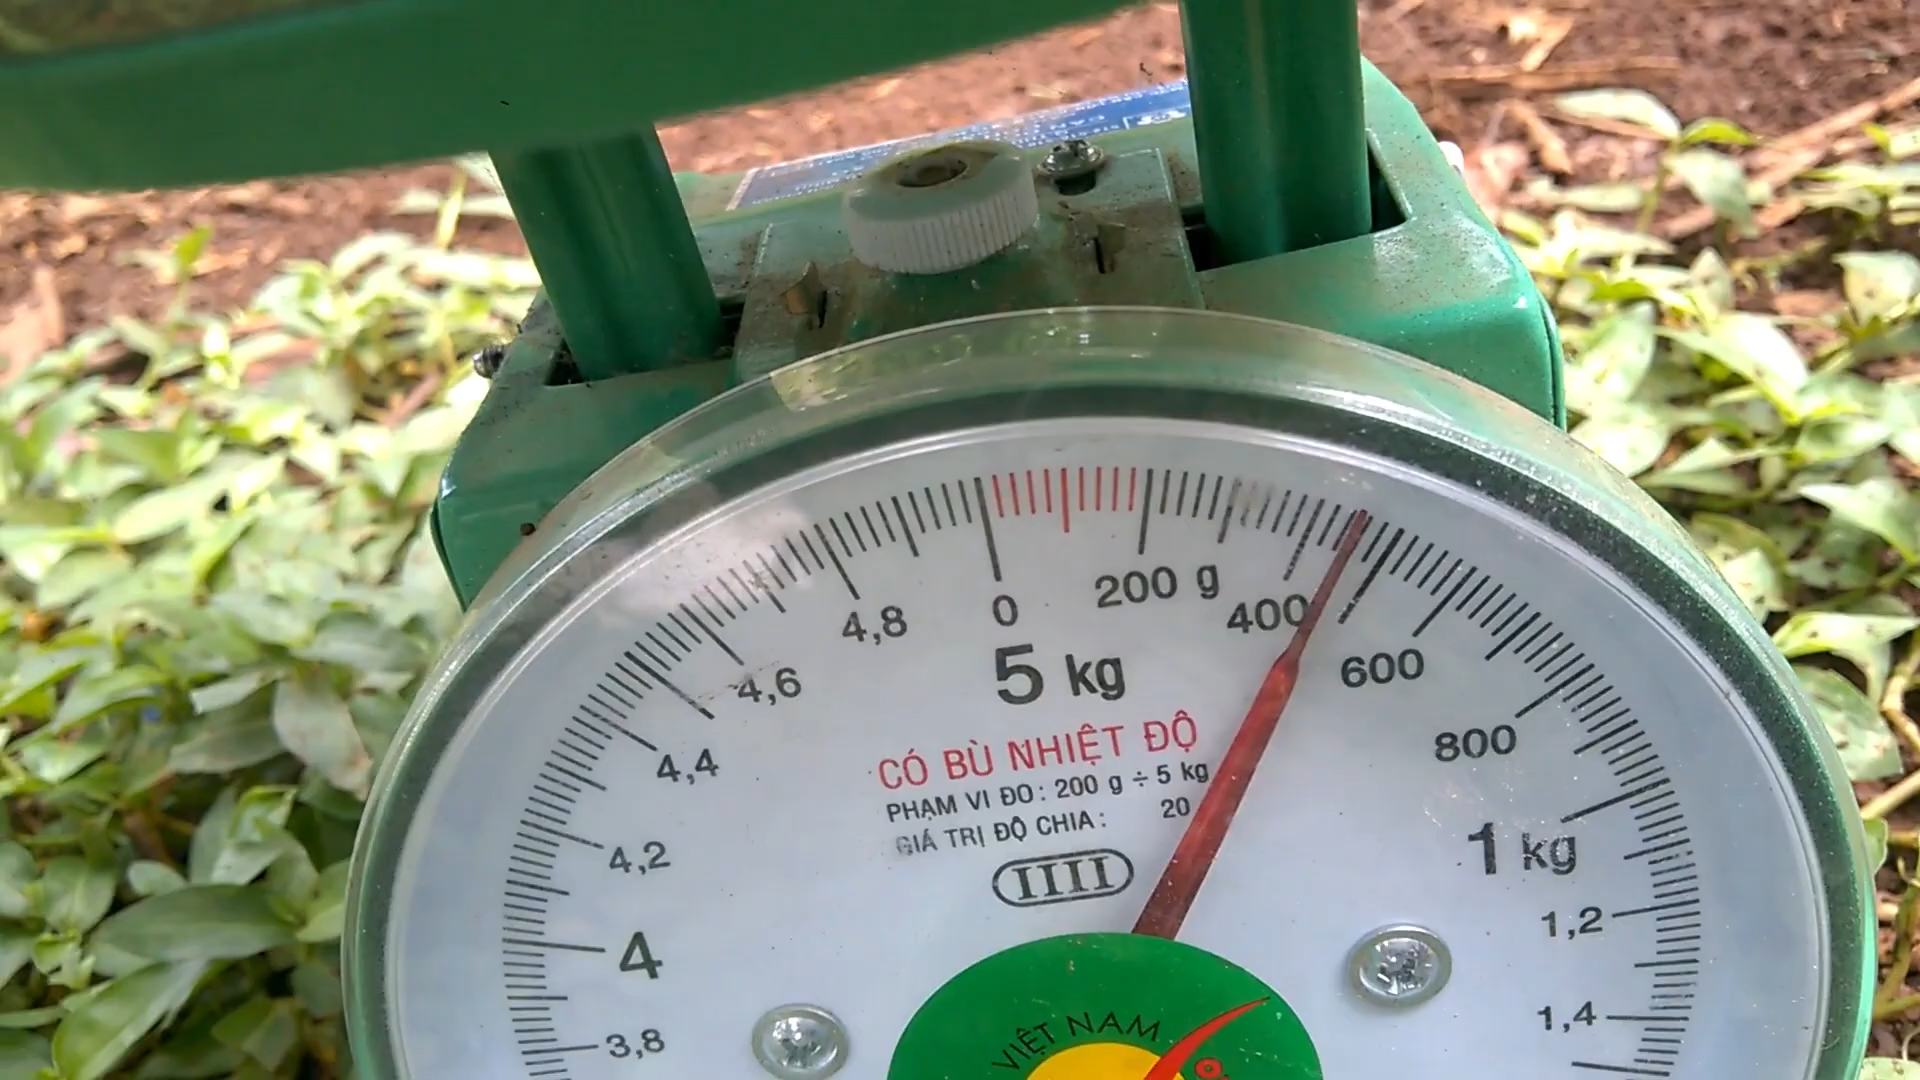 0
200 g
400
600
800
1 kg
1,2
1,4
4,8
4,6
4,4
4,2
4
3,8
5 kg
CÓ BÙ NHIỆT ĐỘ
PHẠM VI ĐO: 200 g ÷ 5 kg
GIÁ TRỊ ĐỘ CHIA: 20
IIII
VIỆT NAM